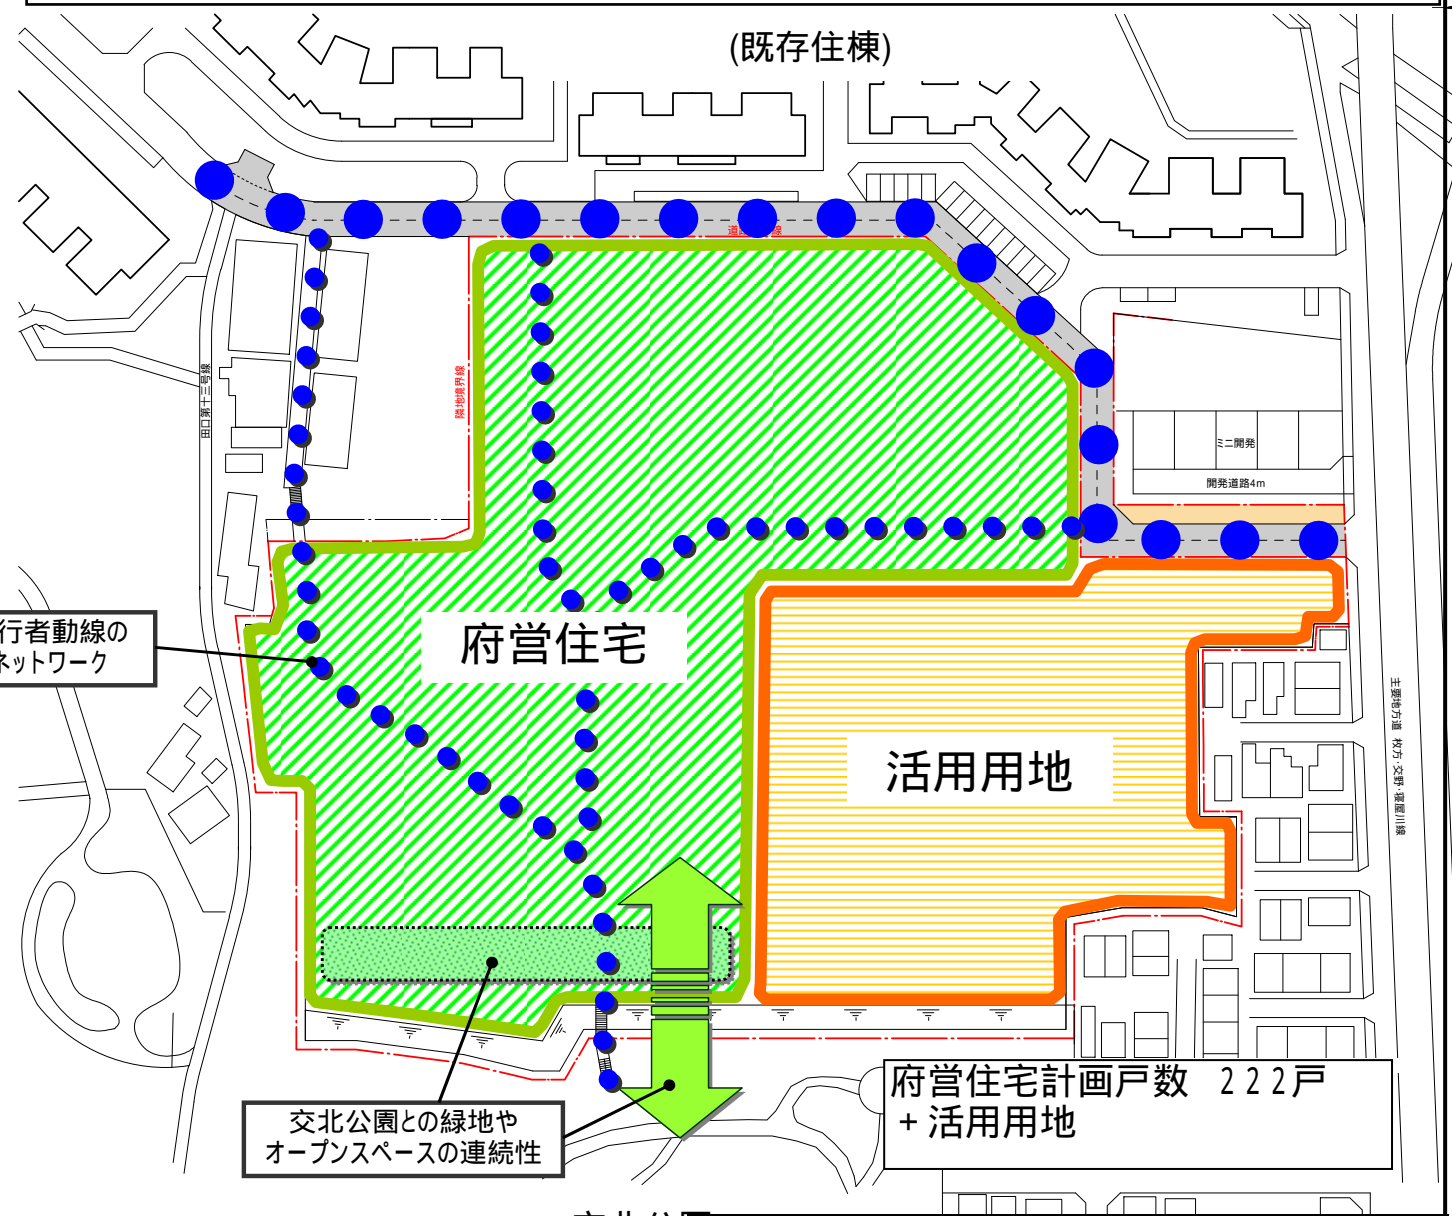 (既存住棟)
隣地境界線
田口第十三号線
ミニ開発
開発道路4m
行者動線の
ネットワーク
府営住宅
活用用地
主要地方道 枚方・交野・寝屋川線
交北公園との緑地や
オープンスペースの連続性
府営住宅計画戸数 222戸
+活用用地